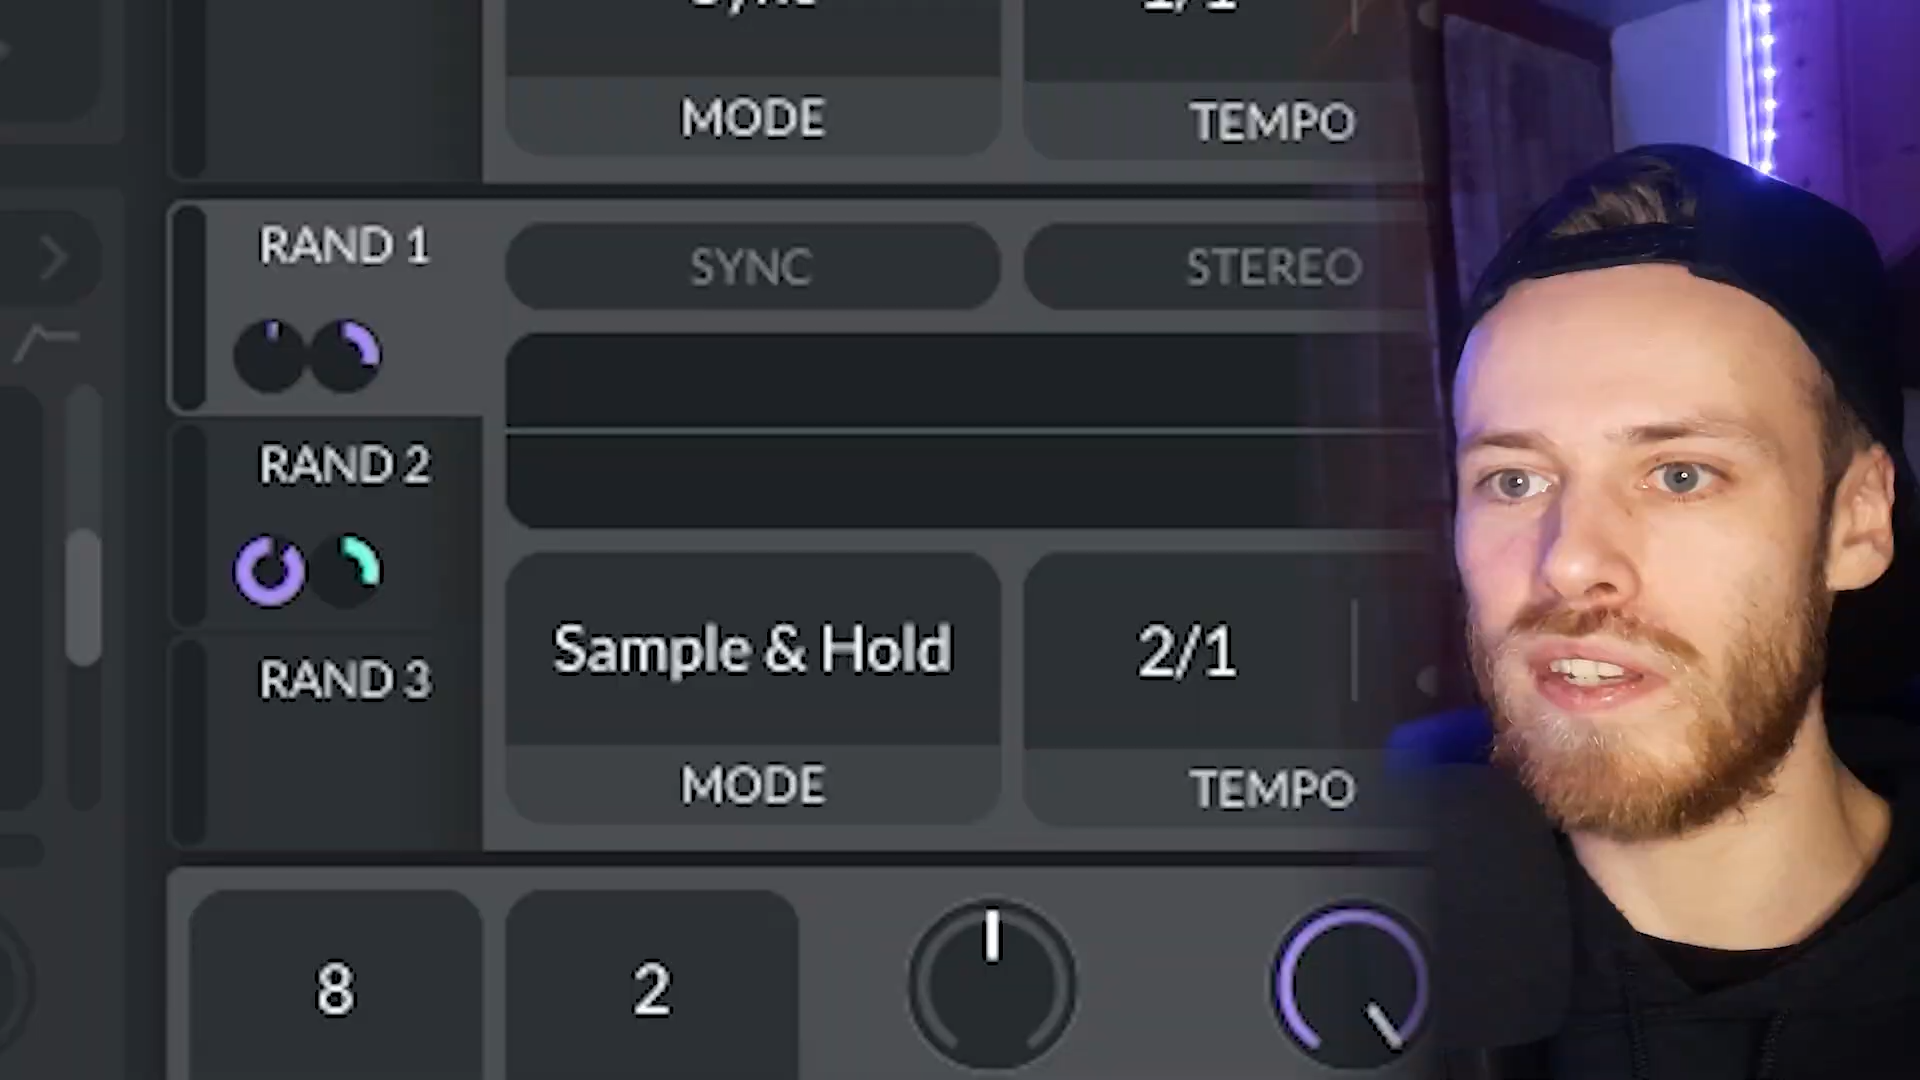 MODE
TEMPO
RAND 1
SYNC
STEREO
RAND 2
Sample & Hold
2/1
RAND 3
MODE
TEMPO
8
2